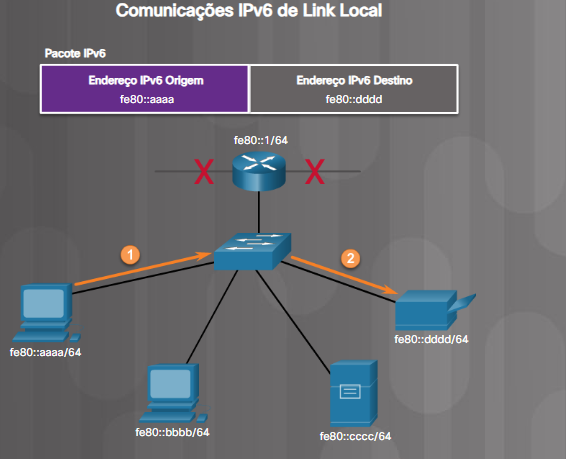 Comunicações IPv6 de Link Local
Pacote IPv6
Endereço IPv6 Origem
fe80::aaaa
Endereço IPv6 Destino
fe80::dddd
fe80::1/64
1
2
fe80::aaaa/64
fe80::dddd/64
fe80::bbbb/64
fe80::cccc/64